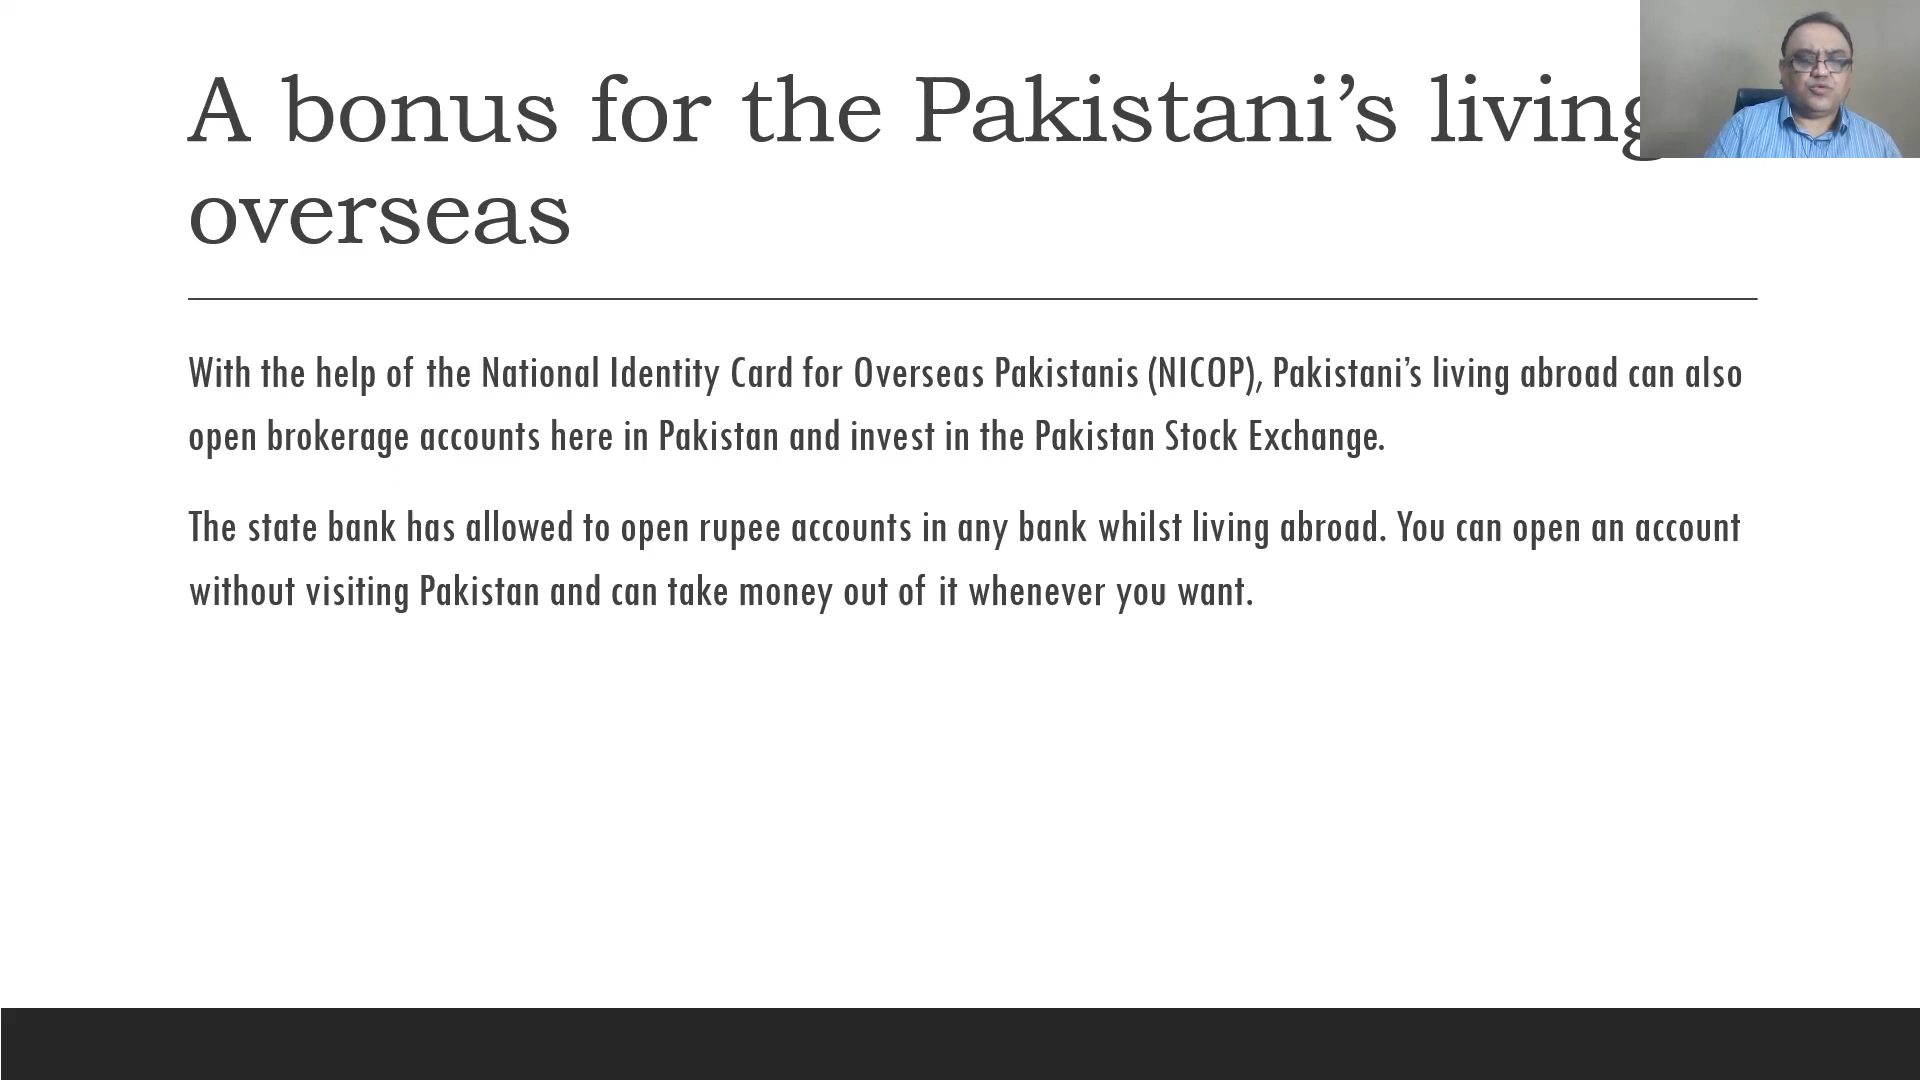 A bonus for the Pakistani’s living
overseas
With the help of the National Identity Card for Overseas Pakistanis (NICOP), Pakistani’s living abroad can also
open brokerage accounts here in Pakistan and invest in the Pakistan Stock Exchange.
The state bank has allowed to open rupee accounts in any bank whilst living abroad. You can open an account
without visiting Pakistan and can take money out of it whenever you want.